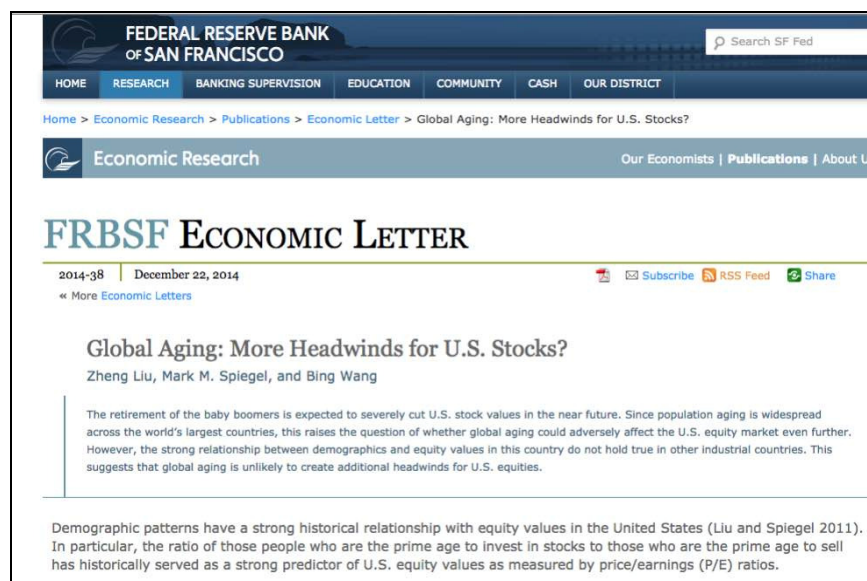 FEDERAL RESERVE BANK
OF SAN FRANCISCO
Search SF Fed
HOME RESEARCH BANKING SUPERVISION EDUCATION COMMUNITY CASH OUR DISTRICT
Home > Economic Research > Publications > Economic Letter > Global Aging: More Headwinds for U.S. Stocks?
Economic Research Our Economists | Publications | About U
FRBSF ECONOMIC LETTER
2014-38 December 22, 2014 Subscribe RSS Feed Share
« More Economic Letters
Global Aging: More Headwinds for U.S. Stocks?
Zheng Liu, Mark M. Spiegel, and Bing Wang
The retirement of the baby boomers is expected to severely cut U.S. stock values in the near future. Since population aging is widespread
across the world's largest countries, this raises the question of whether global aging could adversely affect the U.S. equity market even further.
However, the strong relationship between demographics and equity values in this country do not hold true in other industrial countries. This
suggests that global aging is unlikely to create additional headwinds for U.S. equities.
Demographic patterns have a strong historical relationship with equity values in the United States (Liu and Spiegel 2011).
In particular, the ratio of those people who are the prime age to invest in stocks to those who are the prime age to sell
has historically served as a strong predictor of U.S. equity values as measured by price/earnings (P/E) ratios.